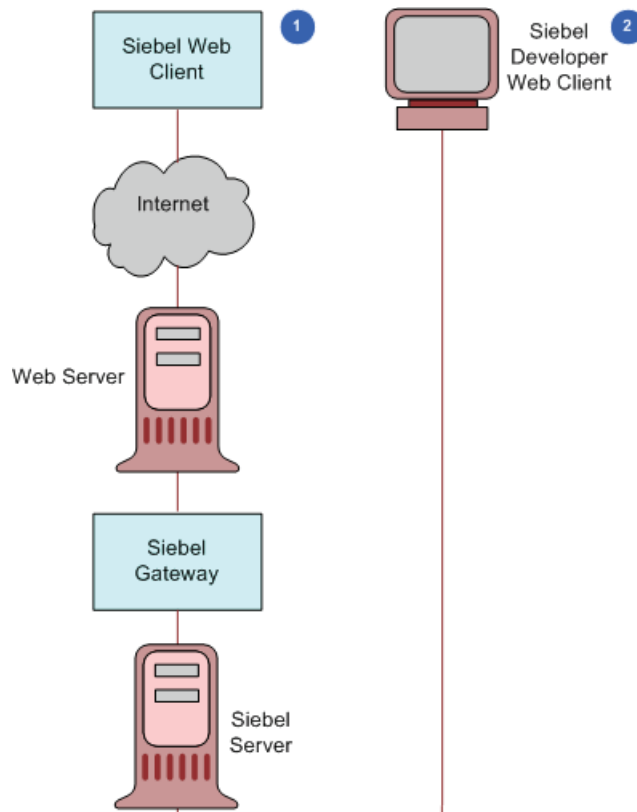 1
Siebel Web
Client
2
Siebel
Developer
Web Client
Internet
Web Server
Siebel
Gateway
Siebel
Server